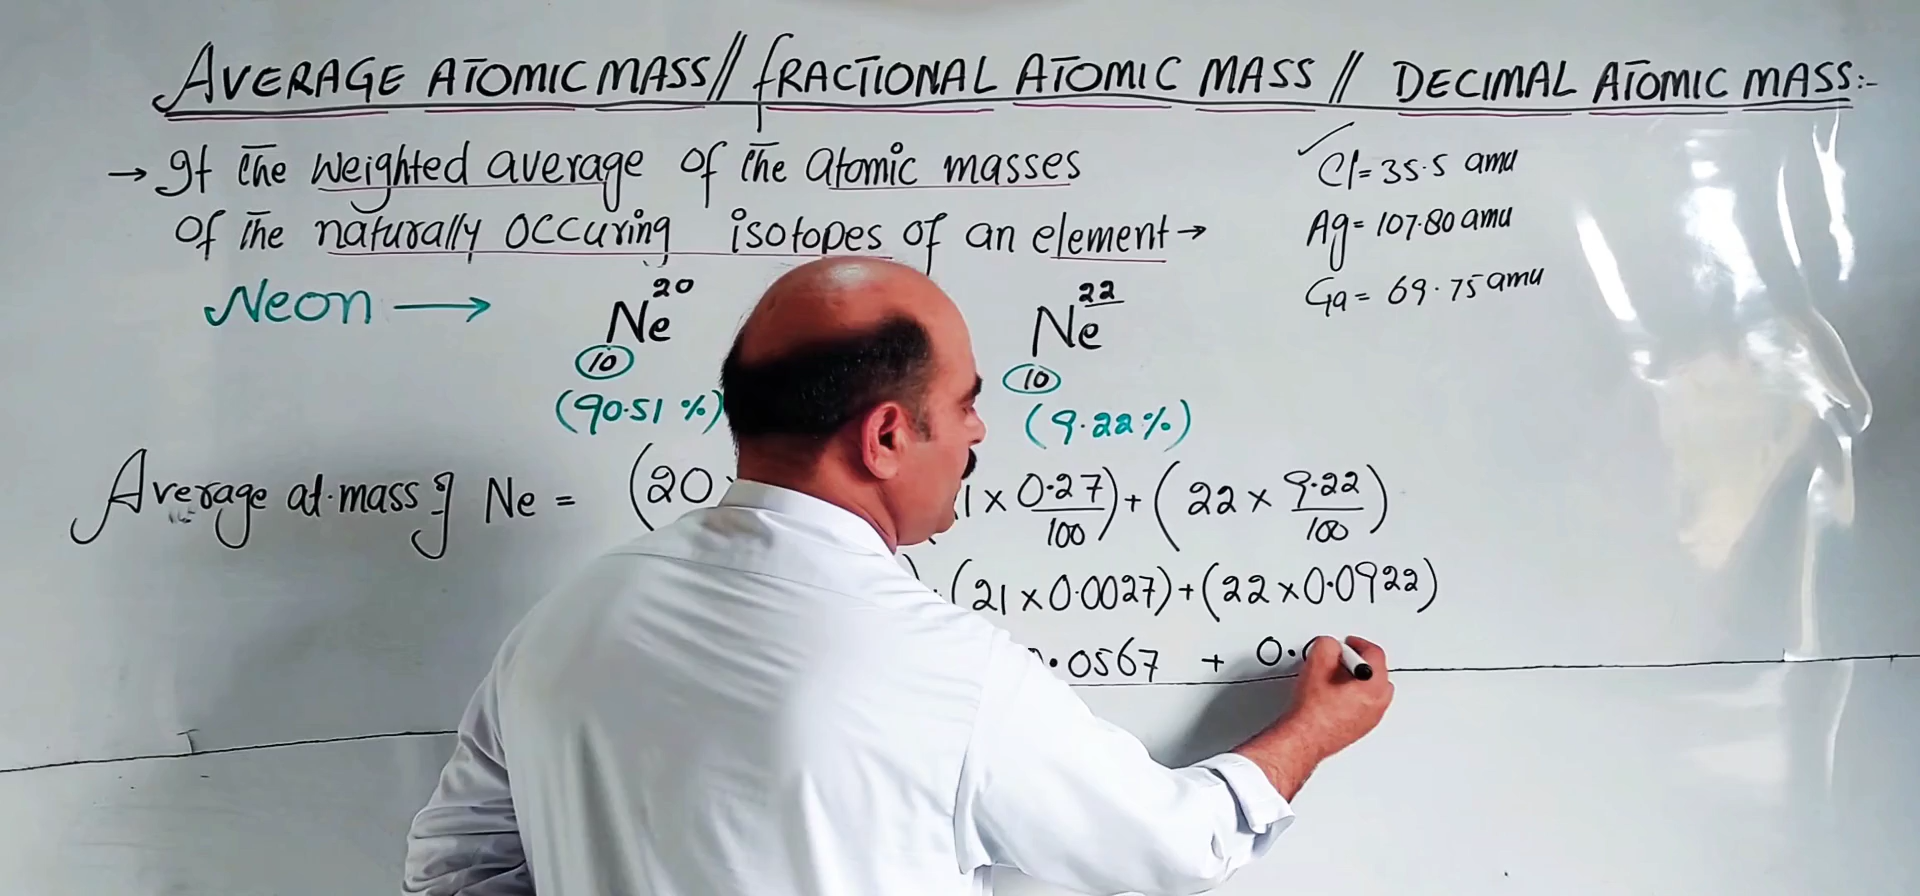 AVERAGE ATOMIC MASS// fRACTIONAL ATOMIC MASS // DECIMAL ATOMIC MASS:-
→ It the weighted average of the atomic masses
of the naturally occuring isotopes of an element →
Cl = 35.5 amu
Ag = 107.80 amu
Ga = 69.75 amu
Neon → Ne 20 10 Ne 22 10
(90.51 %) (9.22%)
Average at.mass of Ne = (20 1 x 0.27/100) + (22 x 9.22/100)
(21 x 0.0027) + (22 x 0.0922)
.0567 + 0.